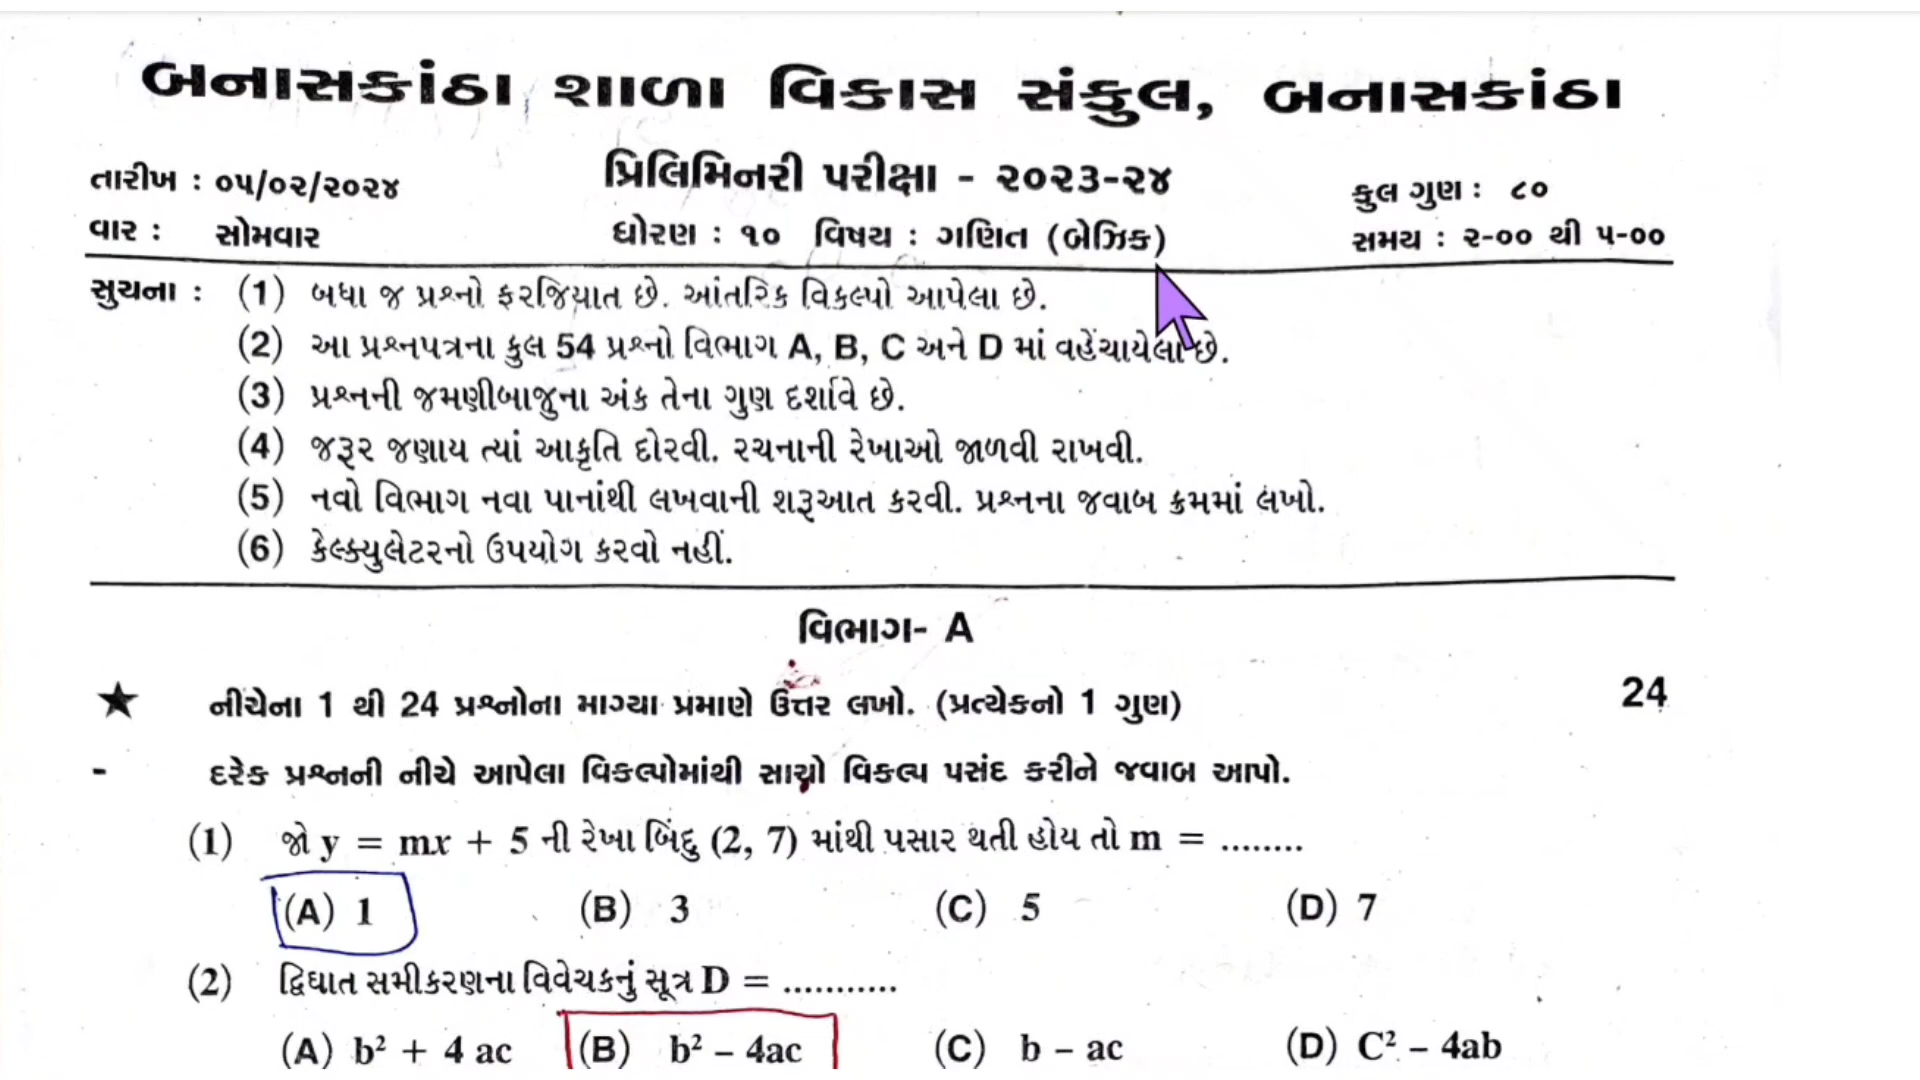 બનાસકાંઠા શાળા વિકાસ સંકુલ, બનાસકાંઠા
તારીખ : ૦૫/૦૨/૨૦૨૪ પ્રિલિમિનરી પરીક્ષા - ૨૦૨૩-૨૪ કુલ ગુણ : ૮૦
વાર : સોમવાર ધોરણ : ૧૦ વિષય : ગણિત (બેઝિક) સમય : ૨-૦૦ થી ૫-૦૦
સુચના : (1) બધા જ પ્રશ્નો ફરજિયાત છે. આંતરિક વિકલ્પો આપેલા છે.
(2) આ પ્રશ્નપત્રના કુલ 54 પ્રશ્નો વિભાગ A, B, C અને D માં વહેંચાયેલા છે.
(3) પ્રશ્નની જમણીબાજુના અંક તેના ગુણ દર્શાવે છે.
(4) જરૂર જણાય ત્યાં આકૃતિ દોરવી. રચનાની રેખાઓ જાળવી રાખવી.
(5) નવો વિભાગ નવા પાનાંથી લખવાની શરૂઆત કરવી. પ્રશ્નના જવાબ ક્રમમાં લખો.
(6) કેલ્ક્યુલેટરનો ઉપયોગ કરવો નહીં.
વિભાગ- A
★ નીચેના 1 થી 24 પ્રશ્નોના માગ્યા પ્રમાણે ઉત્તર લખો. (પ્રત્યેકનો 1 ગુણ) 24
- દરેક પ્રશ્નની નીચે આપેલા વિકલ્પોમાંથી સાચો વિકલ્પ પસંદ કરીને જવાબ આપો.
(1) જો y = mx + 5 ની રેખા બિંદુ (2, 7) માંથી પસાર થતી હોય તો m = ........
(A) 1 (B) 3 (C) 5 (D) 7
(2) દ્વિઘાત સમીકરણના વિવેચકનું સૂત્ર D = ...........
(A) b² + 4 ac (B) b² – 4ac (C) b – ac (D) C² – 4ab